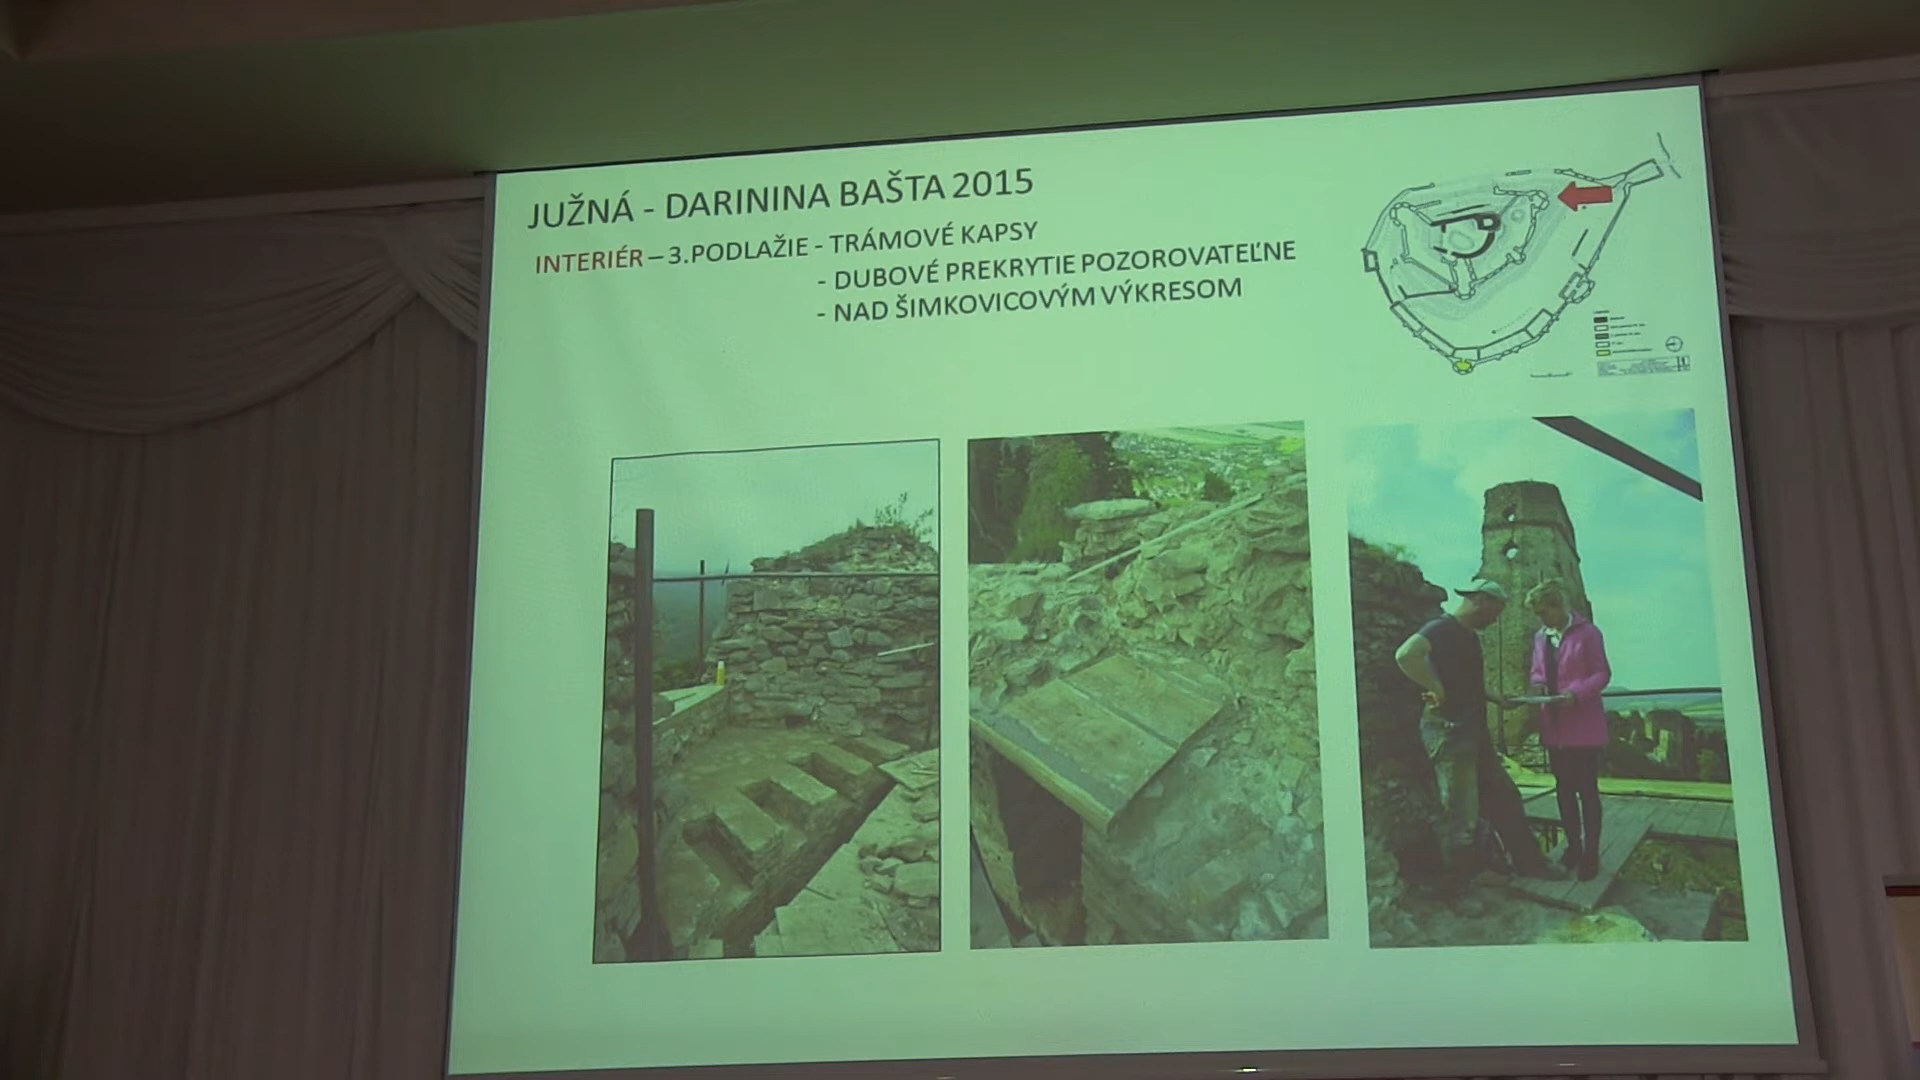 JUŽNÁ - DARININA BAŠTA 2015
INTERIÉR – 3.PODLAŽIE - TRÁMOVÉ KAPSY
- DUBOVÉ PREKRYTIE POZOROVATEĽNE
- NAD ŠIMKOVICOVÝM VÝKRESOM